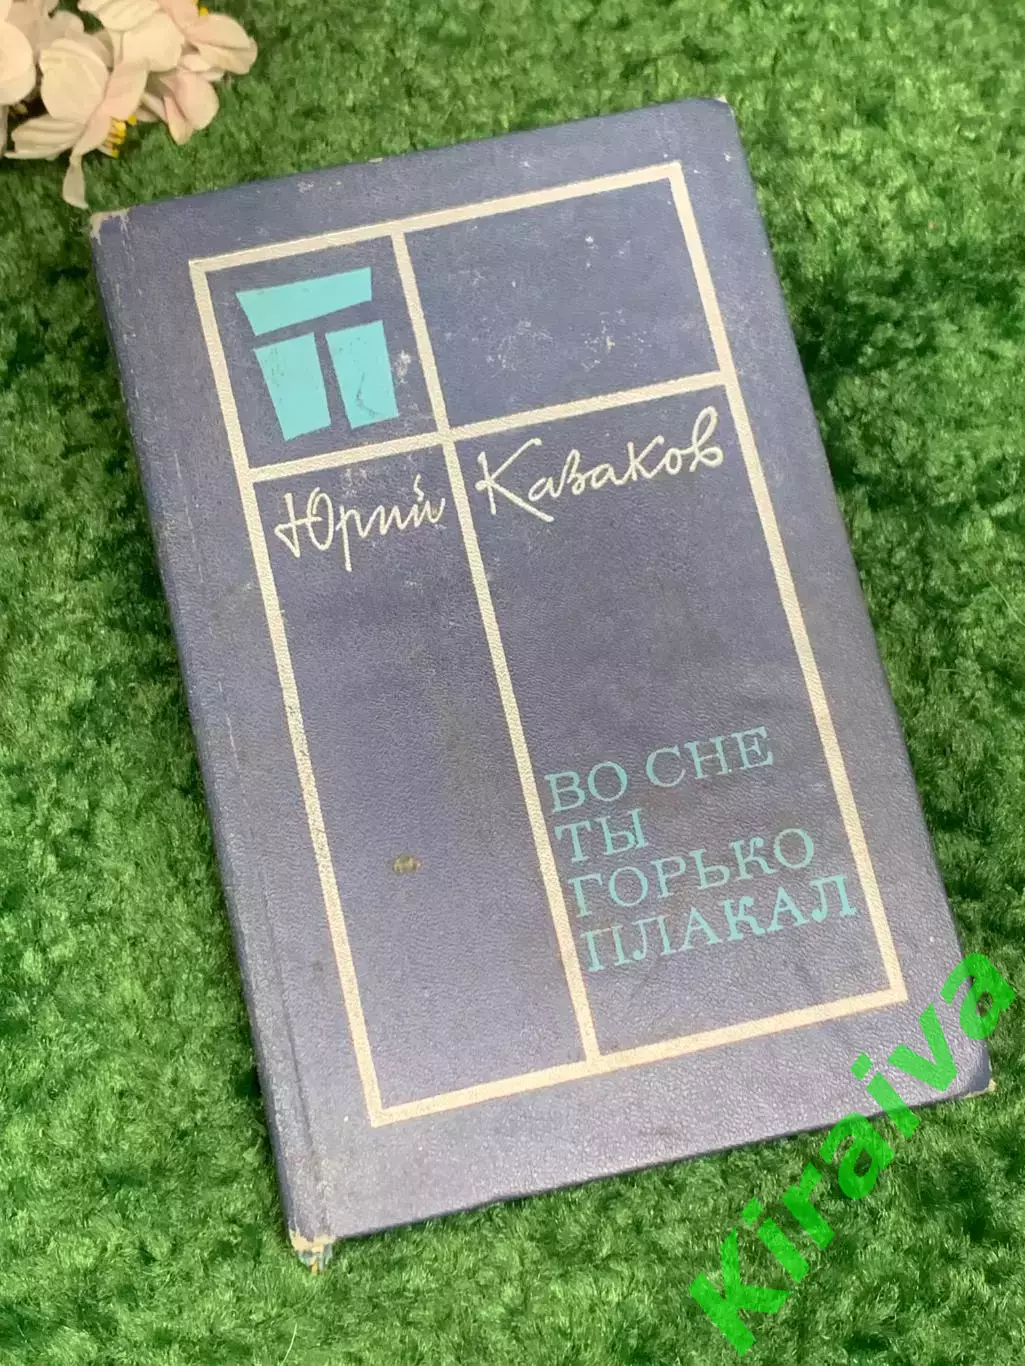 Юрий Казаков
ВО СНЕ
ТЫ
ГОРЬКО
ПЛАКАЛ
Kiraiva